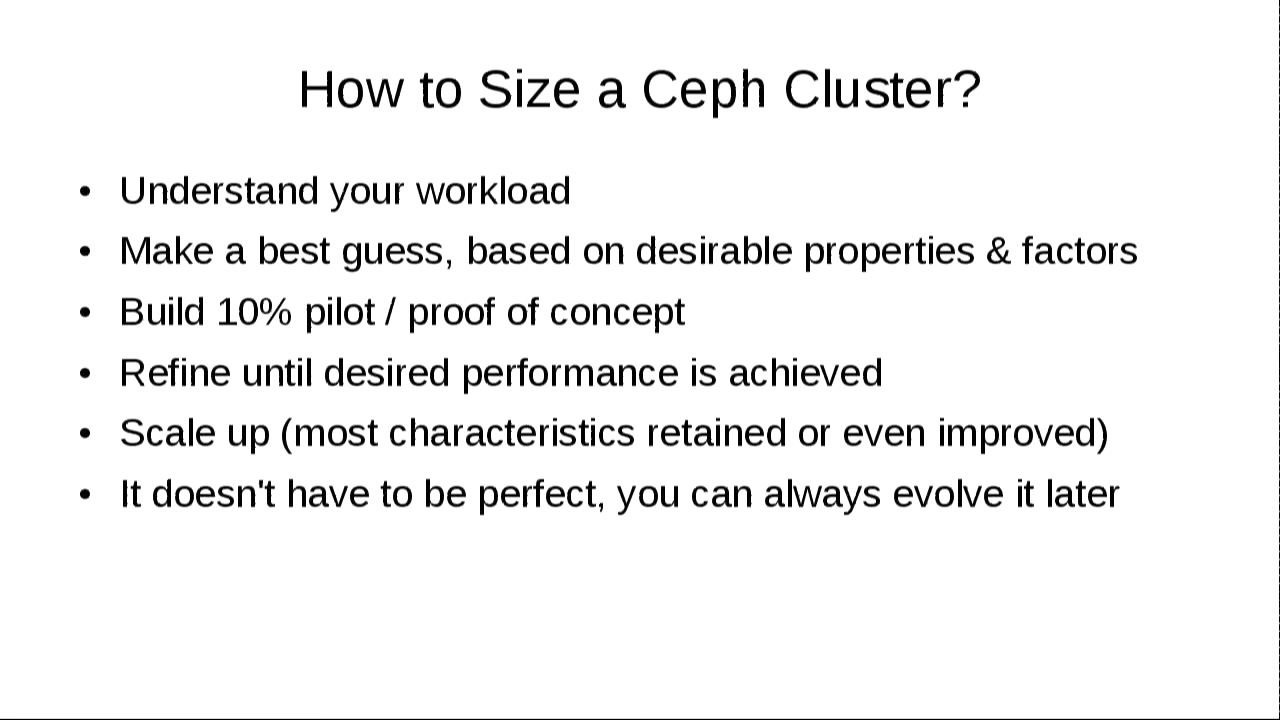 How to Size a Ceph Cluster?
• Understand your workload
• Make a best guess, based on desirable properties & factors
• Build 10% pilot / proof of concept
• Refine until desired performance is achieved
• Scale up (most characteristics retained or even improved)
• It doesn't have to be perfect, you can always evolve it later